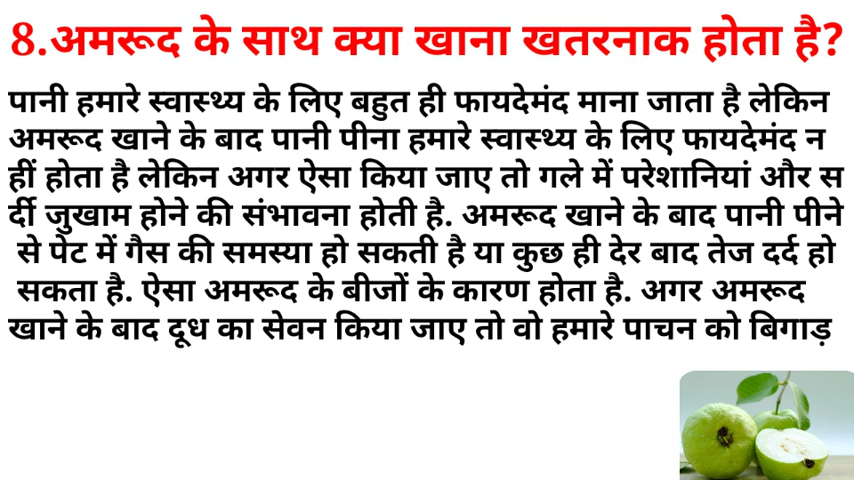 8.अमरूद के साथ क्या खाना खतरनाक होता है?
पानी हमारे स्वास्थ्य के लिए बहुत ही फायदेमंद माना जाता है लेकिन
अमरूद खाने के बाद पानी पीना हमारे स्वास्थ्य के लिए फायदेमंद न
हीं होता है लेकिन अगर ऐसा किया जाए तो गले में परेशानियां और स
र्दी जुखाम होने की संभावना होती है. अमरूद खाने के बाद पानी पीने
से पेट में गैस की समस्या हो सकती है या कुछ ही देर बाद तेज दर्द हो
सकता है. ऐसा अमरूद के बीजों के कारण होता है. अगर अमरूद
खाने के बाद दूध का सेवन किया जाए तो वो हमारे पाचन को बिगाड़